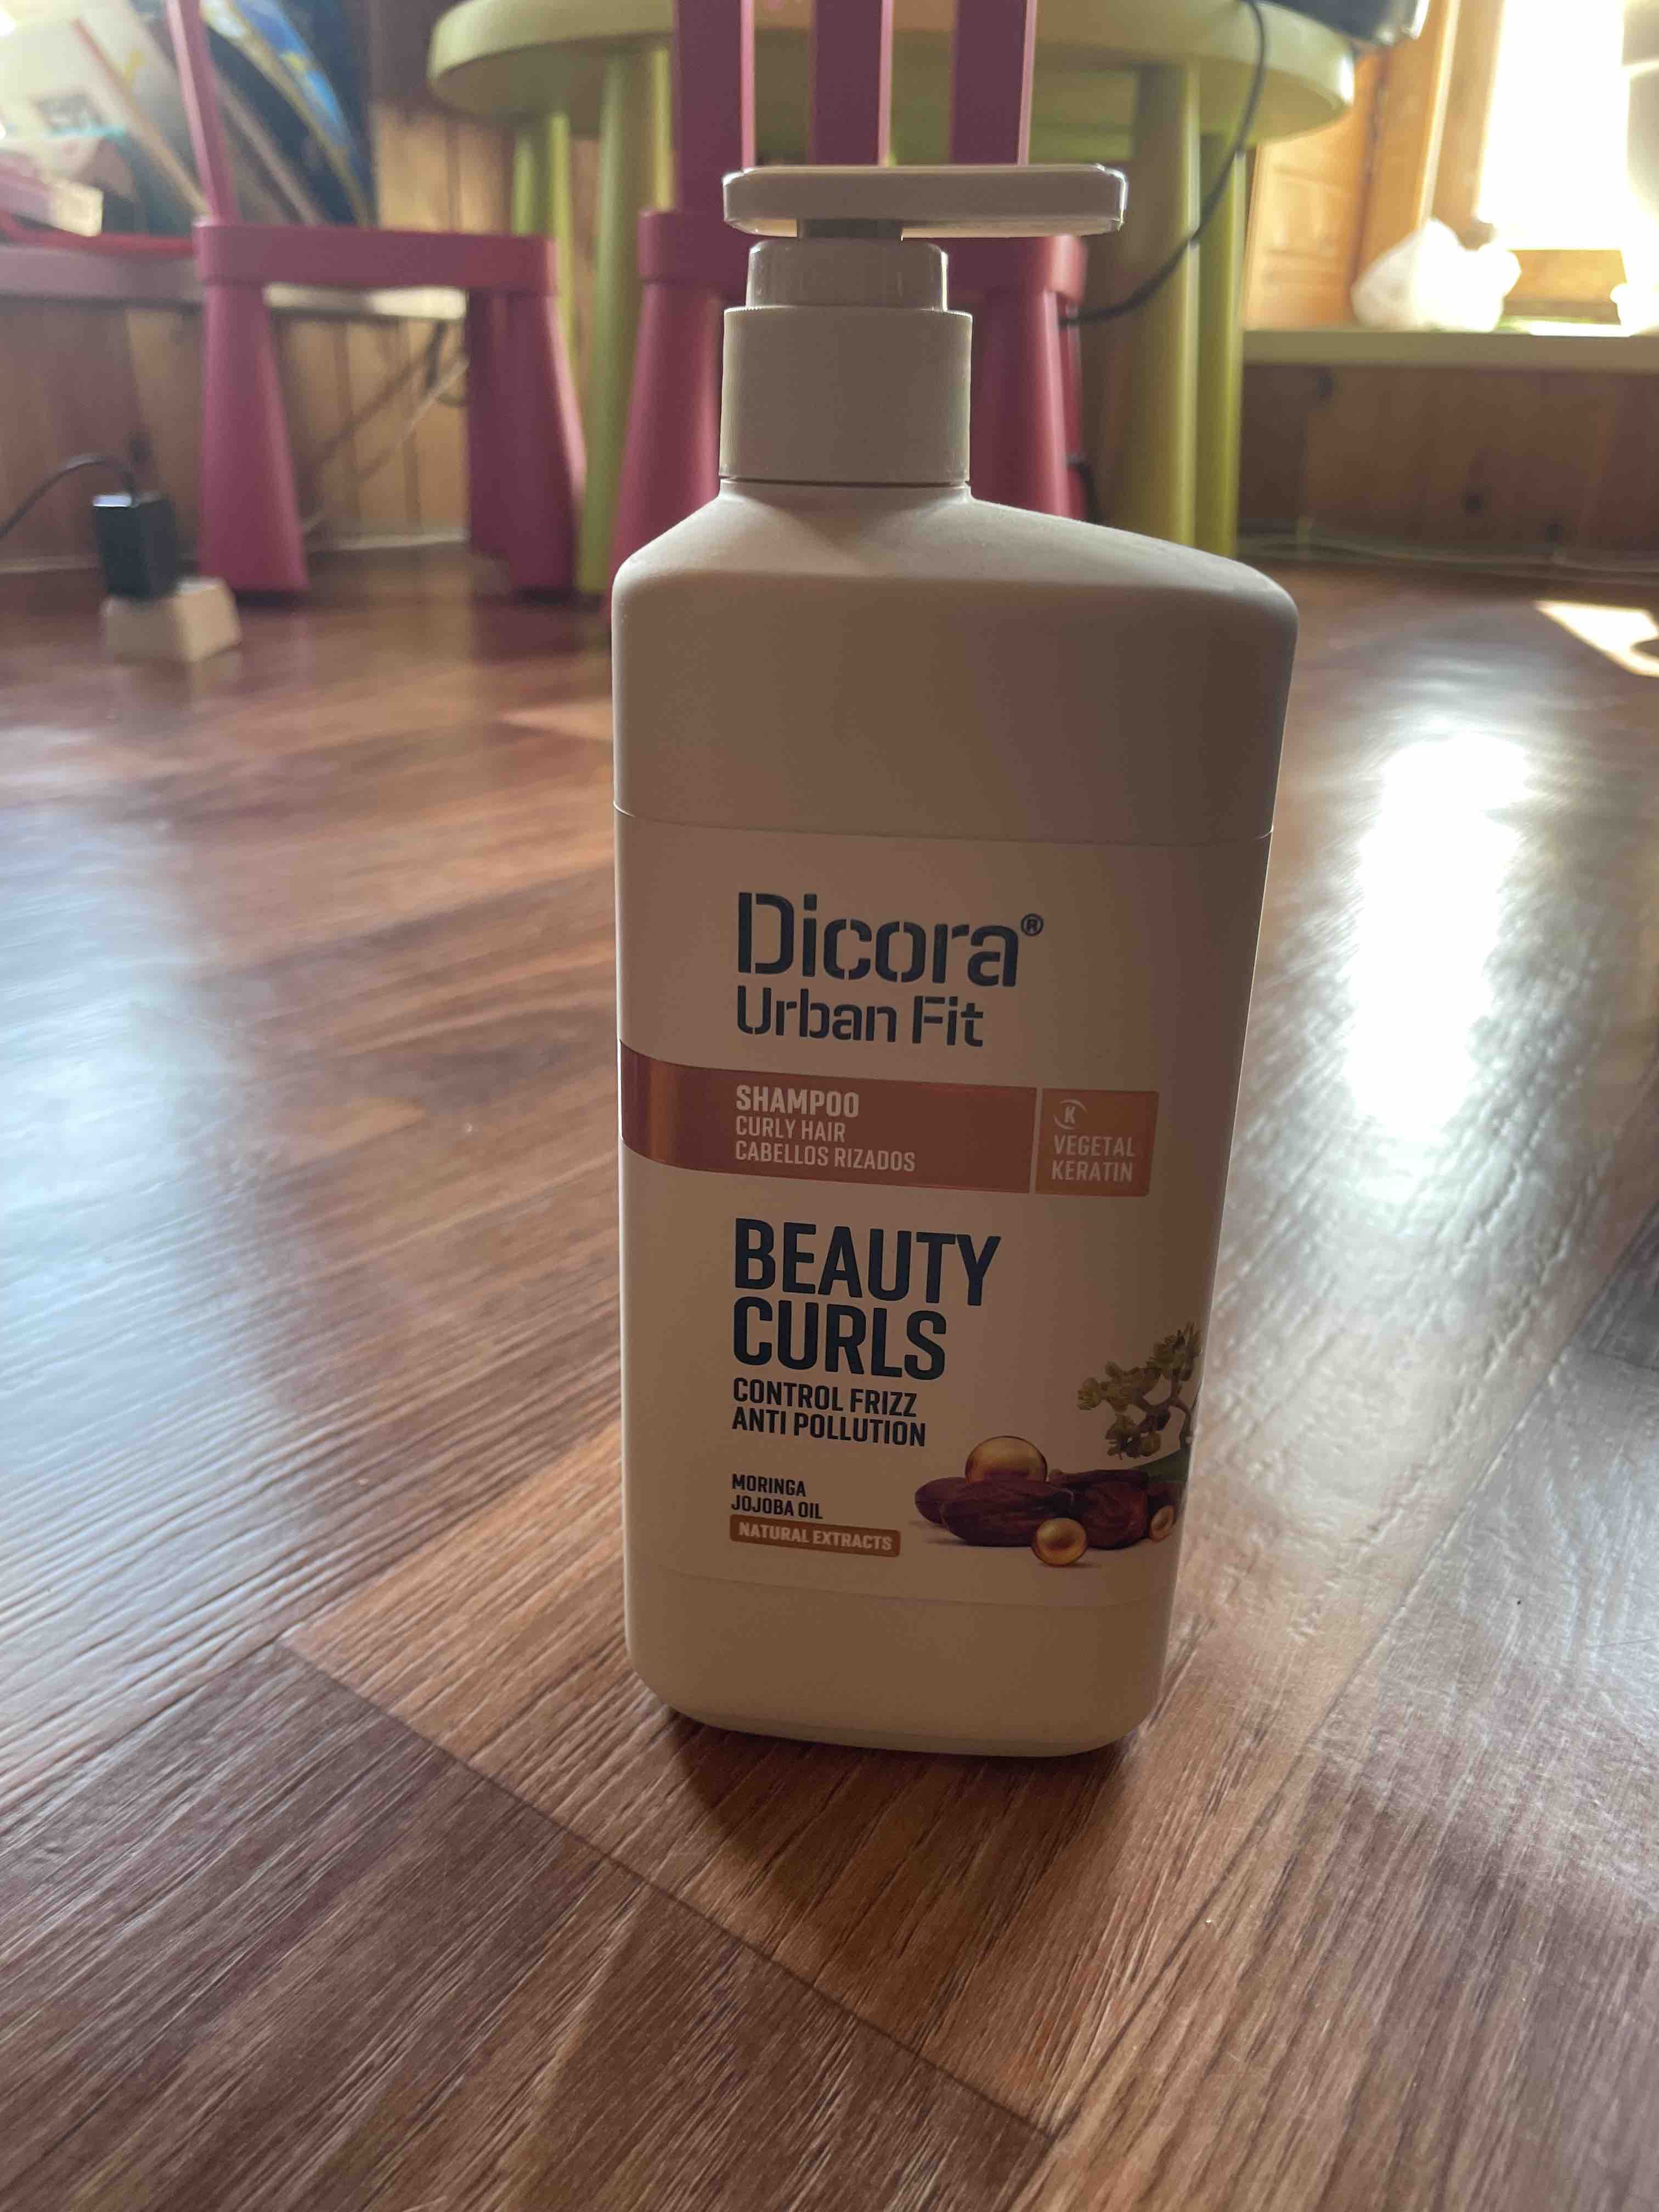 Dicora®
Urban Fit
SHAMPOO
CURLY HAIR
CABELLOS RIZADOS
K
VEGETAL
KERATIN
BEAUTY
CURLS
CONTROL FRIZZ
ANTI POLLUTION
MORINGA
JOJOBA OIL
NATURAL EXTRACTS